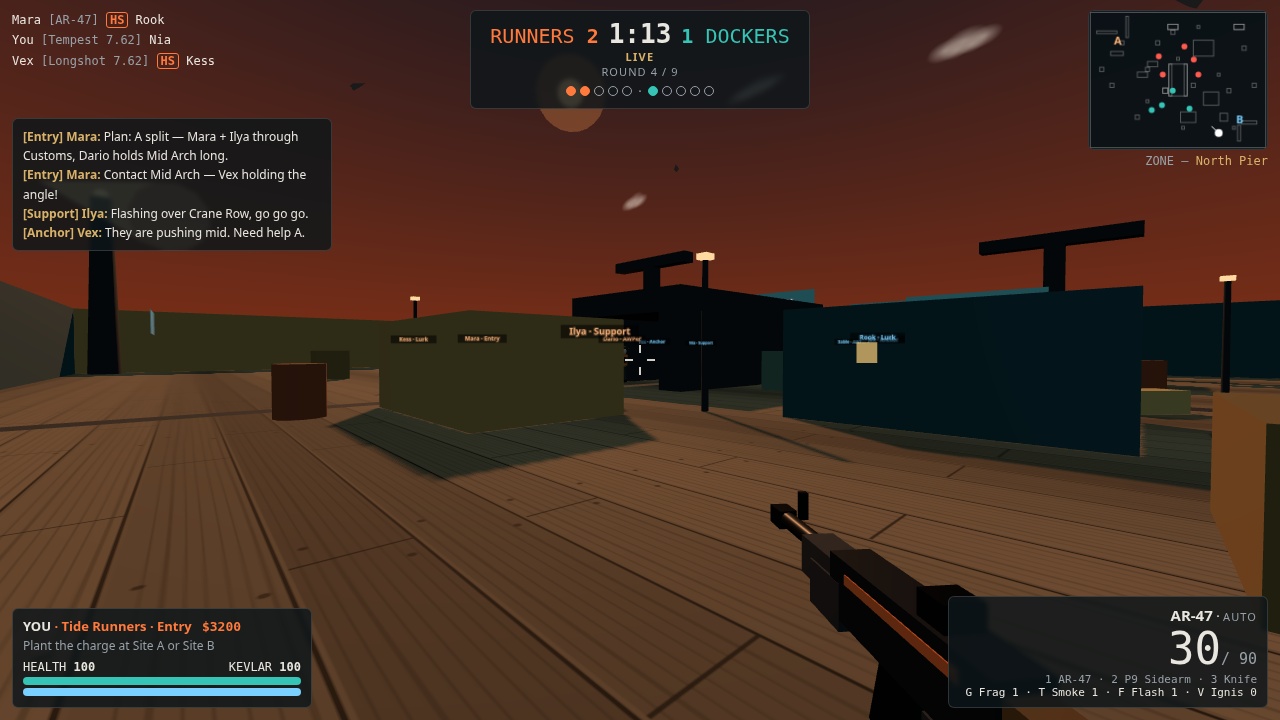 Mara [AR-47] HS Rook
You [Tempest 7.62] Nia
Vex [Longshot 7.62] HS Kess
RUNNERS 2 1:13 1 DOCKERS
LIVE
ROUND 4 / 9
A
B
ZONE — North Pier
[Entry] Mara: Plan: A split — Mara + Ilya through
Customs, Dario holds Mid Arch long.
[Entry] Mara: Contact Mid Arch — Vex holding the
angle!
[Support] Ilya: Flashing over Crane Row, go go go.
[Anchor] Vex: They are pushing mid. Need help A.
Ilya · Support
Mara · Entry
Rook · Lurk
YOU · Tide Runners · Entry $3200
Plant the charge at Site A or Site B
HEALTH 100 KEVLAR 100
AR-47 · AUTO
30 / 90
1 AR-47 · 2 P9 Sidearm · 3 Knife
G Frag 1 · T Smoke 1 · F Flash 1 · V Ignis 0